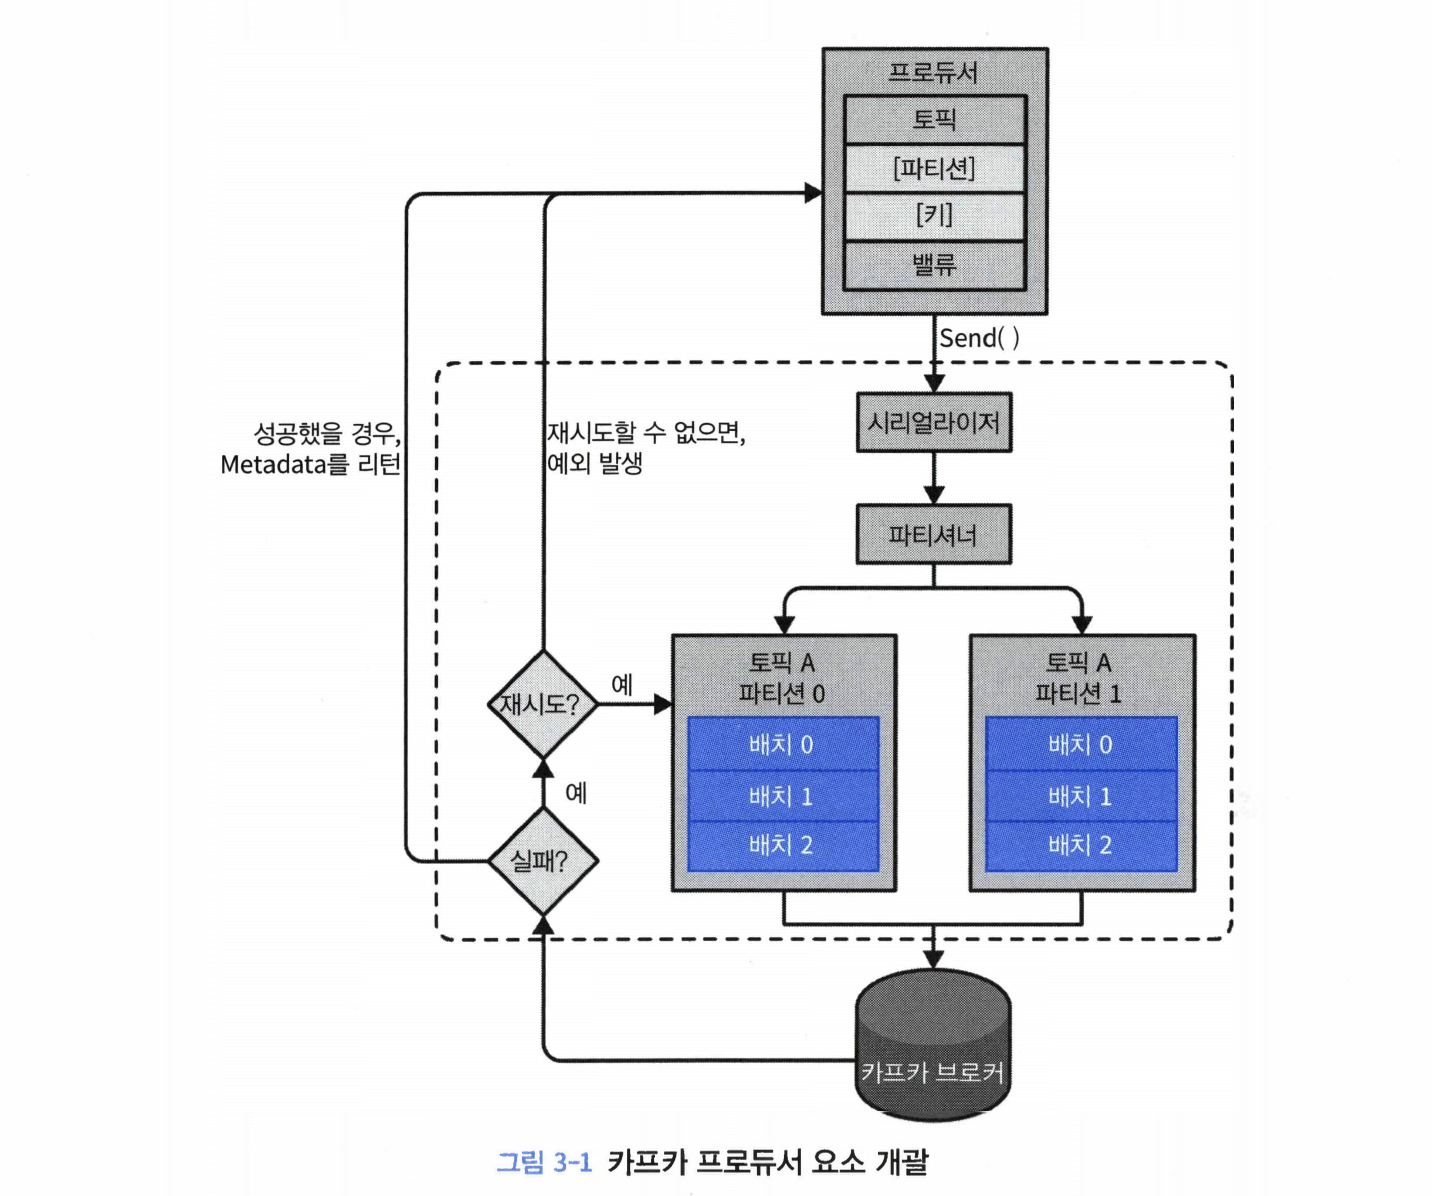 프로듀서
토픽
[파티션]
[키]
밸류
Send( )
시리얼라이저
파티셔너
성공했을 경우,
Metadata를 리턴
재시도할 수 없으면,
예외 발생
재시도?
예
토픽 A
파티션 0
배치 0
배치 1
배치 2
토픽 A
파티션 1
배치 0
배치 1
배치 2
예
실패?
카프카 브로커
그림 3-1 카프카 프로듀서 요소 개괄